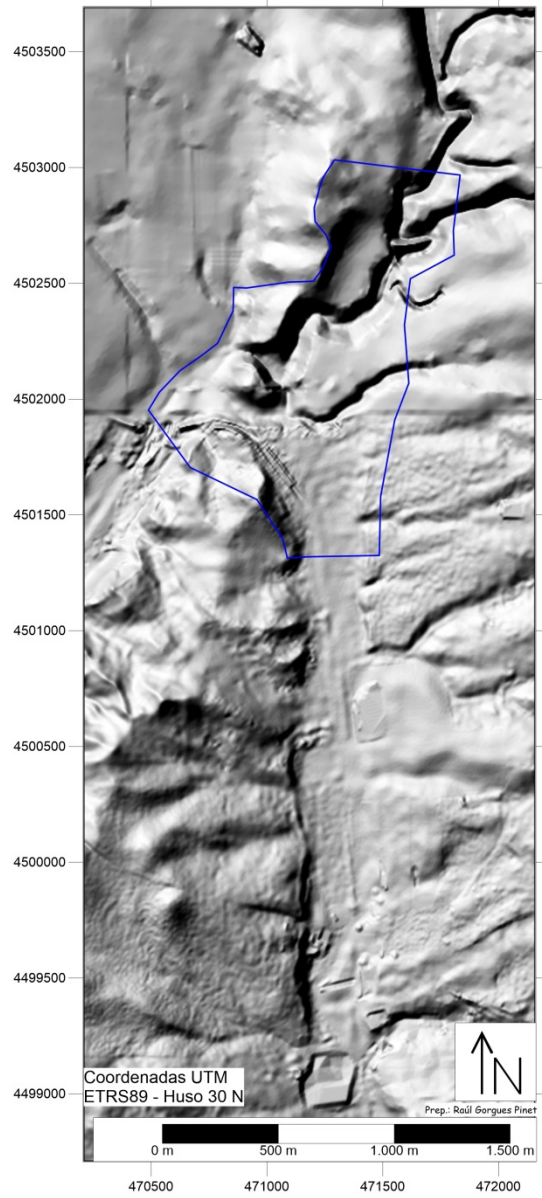 4503500
4503000
4502500
4502000
4501500
4501000
4500500
4500000
4499500
4499000
Coordenadas UTM
ETRS89 - Huso 30 N
N
Prep.: Raúl Gorgues Pinet
0 m 500 m 1.000 m 1.500 m
470500 471000 471500 472000